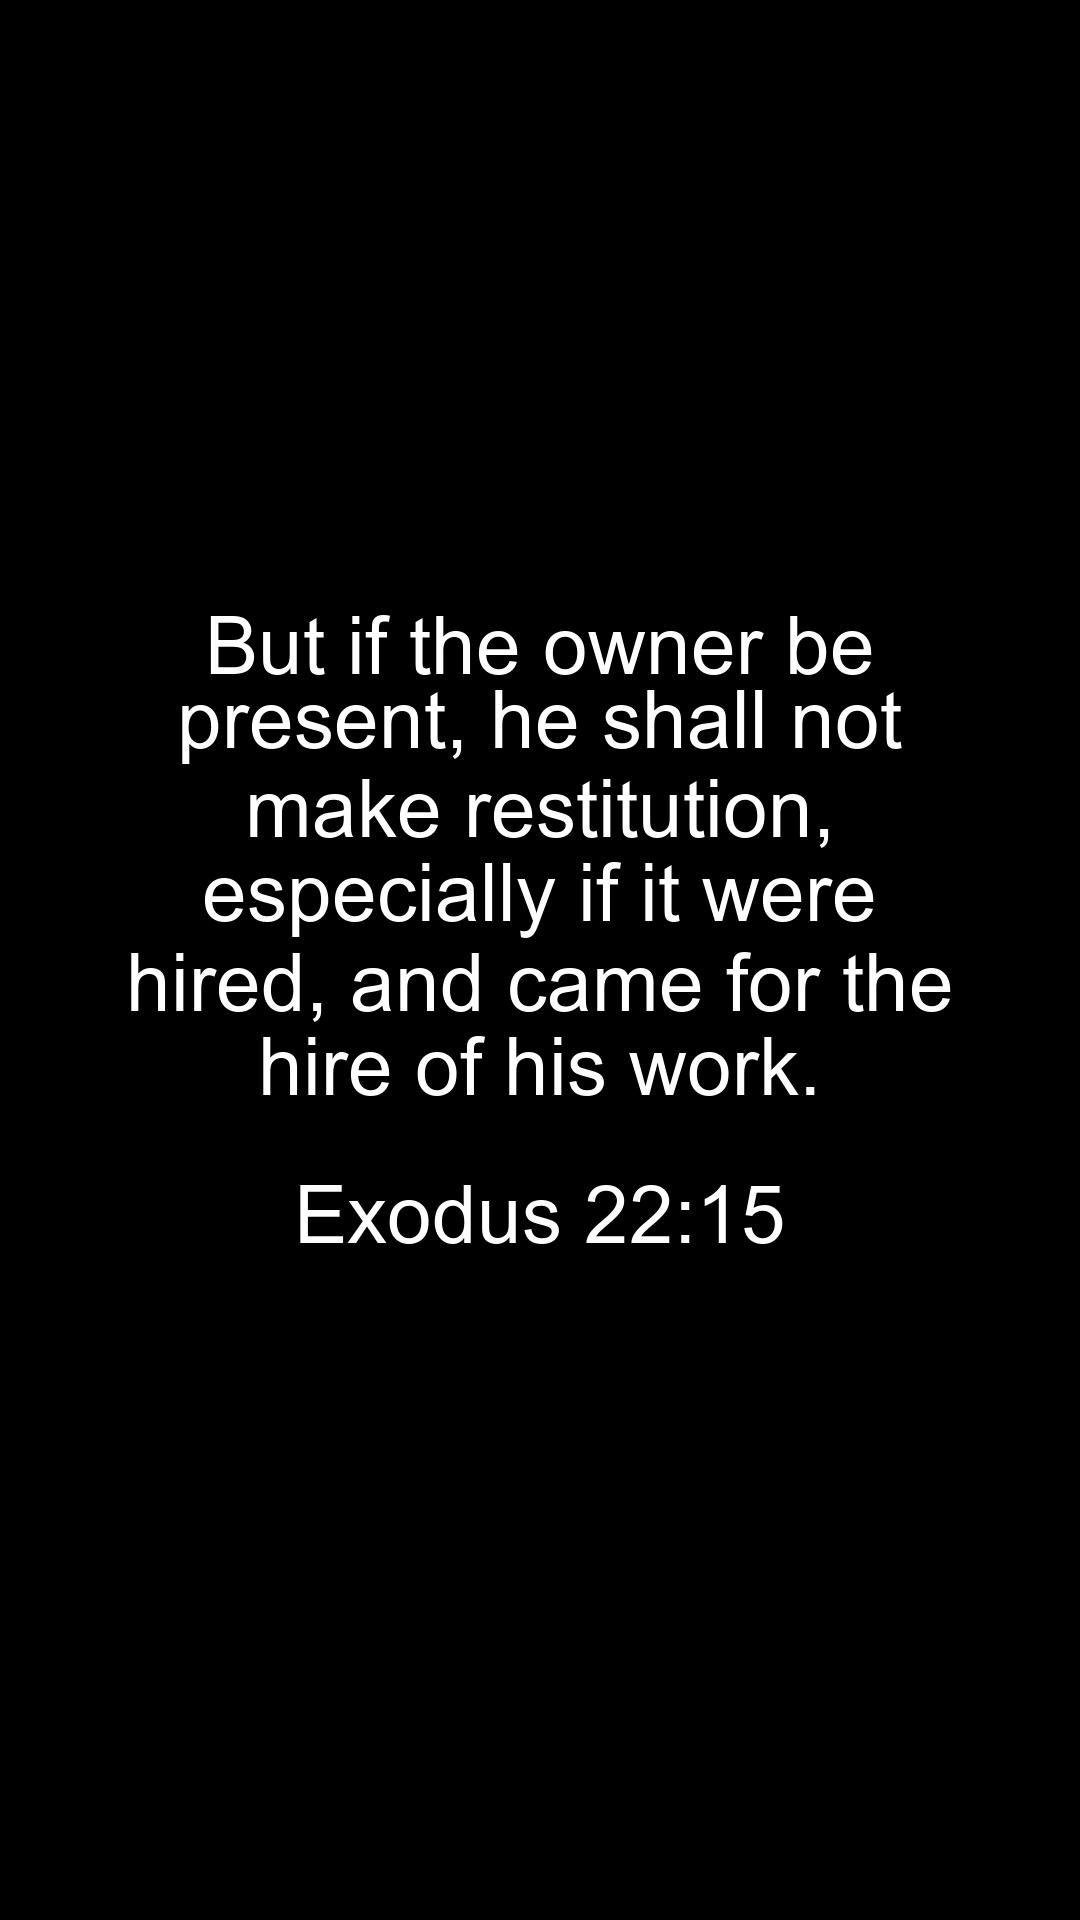 But if the owner be
present, he shall not
make restitution,
especially if it were
hired, and came for the
hire of his work.
Exodus 22:15